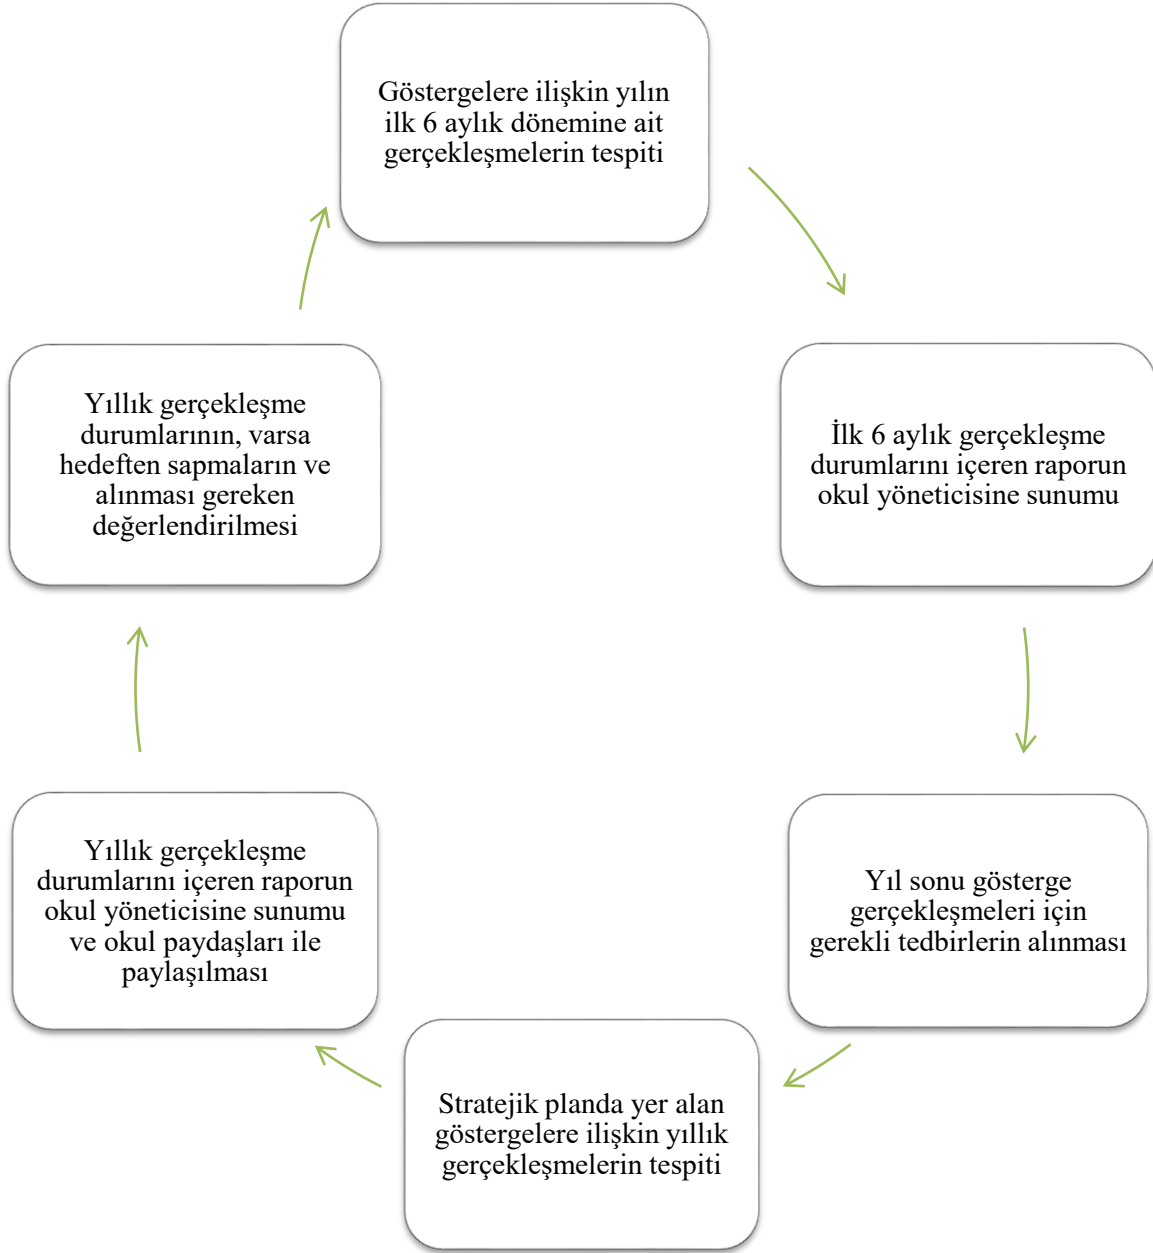 Göstergelere ilişkin yılın
ilk 6 aylık dönemine ait
gerçekleşmelerin tespiti
İlk 6 aylık gerçekleşme
durumlarını içeren raporun
okul yöneticisine sunumu
Yıl sonu gösterge
gerçekleşmeleri için
gerekli tedbirlerin alınması
Stratejik planda yer alan
göstergelere ilişkin yıllık
gerçekleşmelerin tespiti
Yıllık gerçekleşme
durumlarını içeren raporun
okul yöneticisine sunumu
ve okul paydaşları ile
paylaşılması
Yıllık gerçekleşme
durumlarının, varsa
hedeften sapmaların ve
alınması gereken
değerlendirilmesi